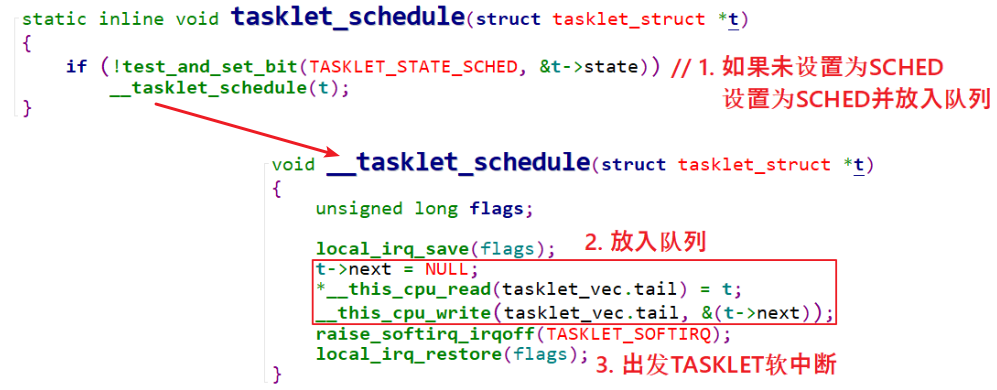 static inline void tasklet_schedule(struct tasklet_struct *t)
{
if (!test_and_set_bit(TASKLET_STATE_SCHED, &t->state)) // 1. 如果未设置为SCHED
设置为SCHED并放入队列
__tasklet_schedule(t);
}
void __tasklet_schedule(struct tasklet_struct *t)
{
unsigned long flags;
local_irq_save(flags); 2. 放入队列
t->next = NULL;
*__this_cpu_read(tasklet_vec.tail) = t;
__this_cpu_write(tasklet_vec.tail, &(t->next));
raise_softirq_irqoff(TASKLET_SOFTIRQ);
local_irq_restore(flags); 3. 出发TASKLET软中断
}